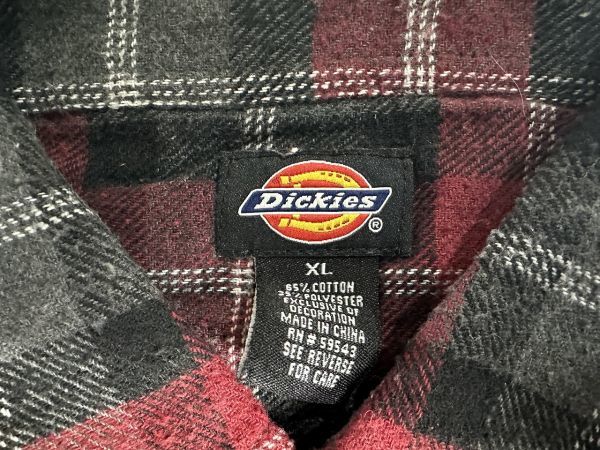 Dickies
®
XL
65% COTTON
35% POLYESTER
EXCLUSIVE OF
DECORATION
MADE IN CHINA
RN # 59543
SEE REVERSE
FOR CARE